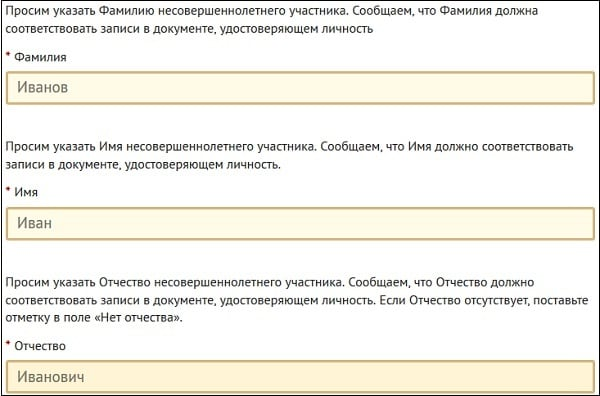 Просим указать Фамилию несовершеннолетнего участника. Сообщаем, что Фамилия должна
соответствовать записи в документе, удостоверяющем личность
* Фамилия
Иванов
Просим указать Имя несовершеннолетнего участника. Сообщаем, что Имя должно соответствовать
записи в документе, удостоверяющем личность.
* Имя
Иван
Просим указать Отчество несовершеннолетнего участника. Сообщаем, что Отчество должно
соответствовать записи в документе, удостоверяющем личность. Если Отчество отсутствует, поставьте
отметку в поле «Нет отчества».
* Отчество
Иванович